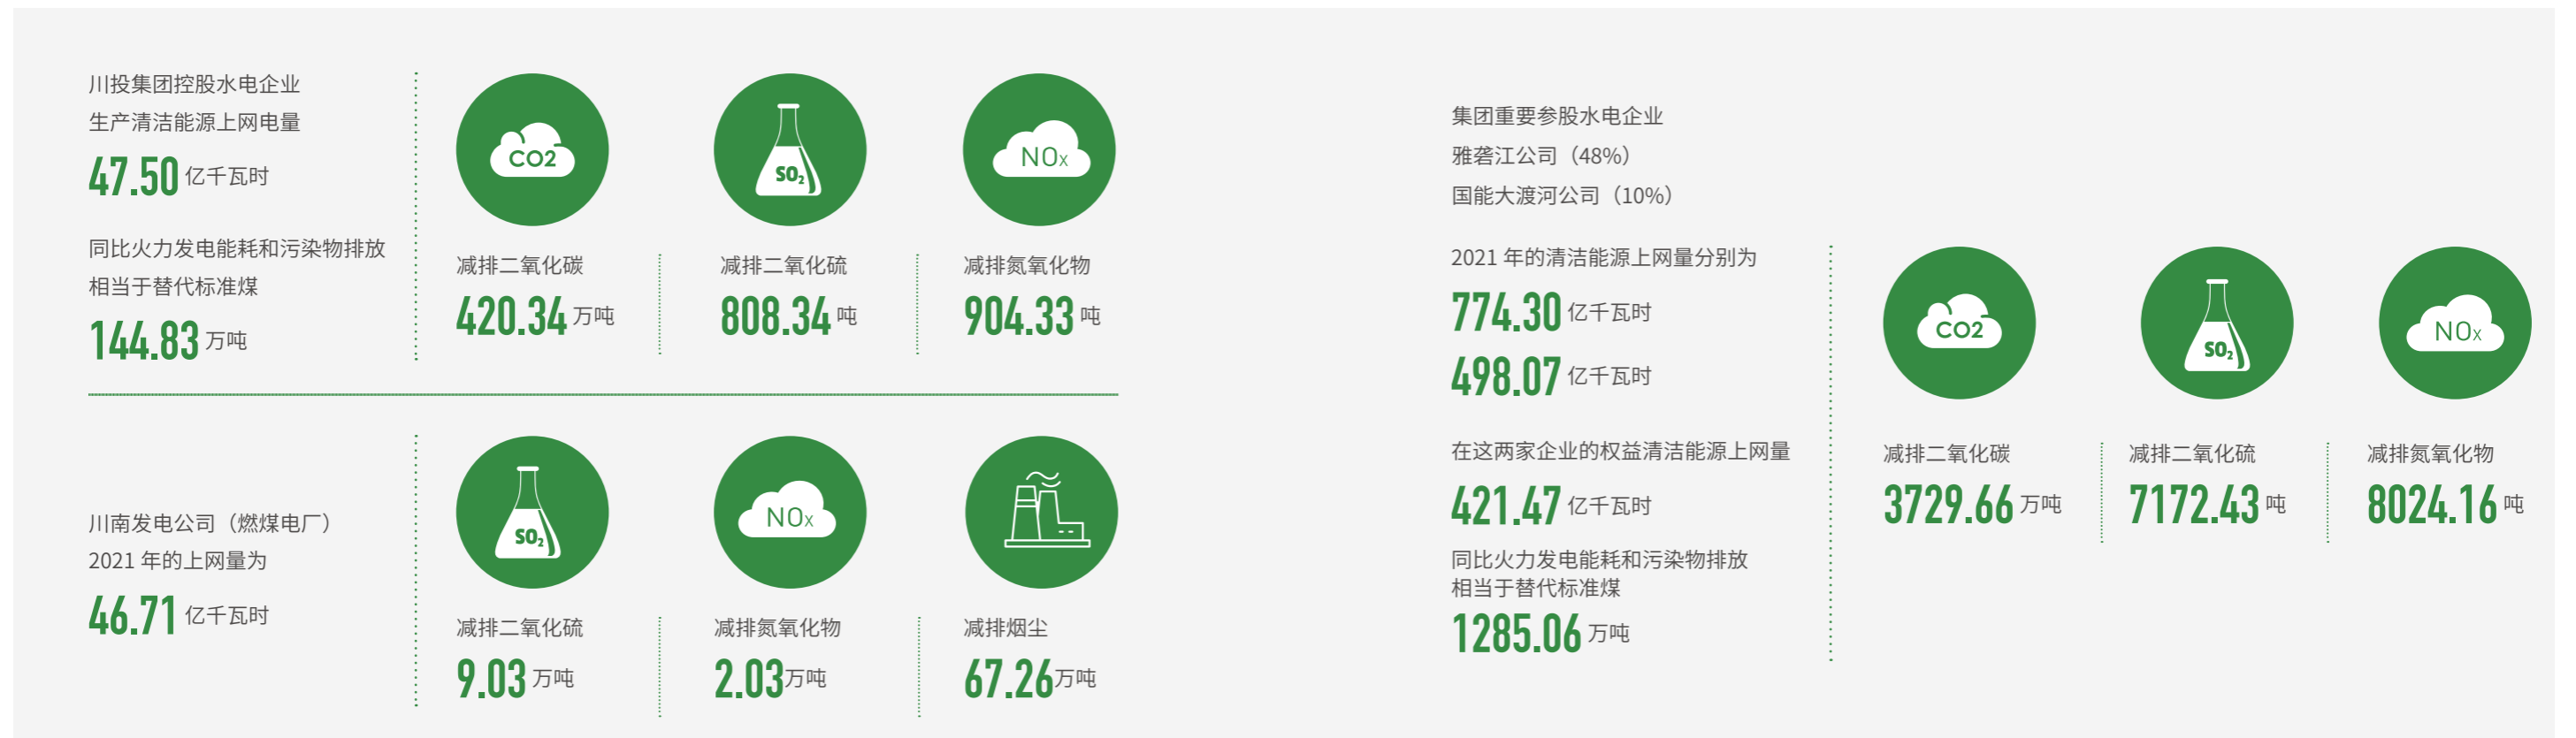 川投集团控股水电企业
生产清洁能源上网电量
47.50 亿千瓦时
同比火力发电能耗和污染物排放
相当于替代标准煤
144.83 万吨
CO2
减排二氧化碳
420.34 万吨
SO2
减排二氧化硫
808.34 吨
NOx
减排氮氧化物
904.33 吨
川南发电公司（燃煤电厂）
2021 年的上网量为
46.71 亿千瓦时
SO2
减排二氧化硫
9.03 万吨
NOx
减排氮氧化物
2.03万吨
减排烟尘
67.26万吨
集团重要参股水电企业
雅砻江公司（48%）
国能大渡河公司（10%）
2021 年的清洁能源上网量分别为
774.30 亿千瓦时
498.07 亿千瓦时
在这两家企业的权益清洁能源上网量
421.47 亿千瓦时
同比火力发电能耗和污染物排放
相当于替代标准煤
1285.06 万吨
CO2
减排二氧化碳
3729.66 万吨
SO2
减排二氧化硫
7172.43 吨
NOx
减排氮氧化物
8024.16 吨